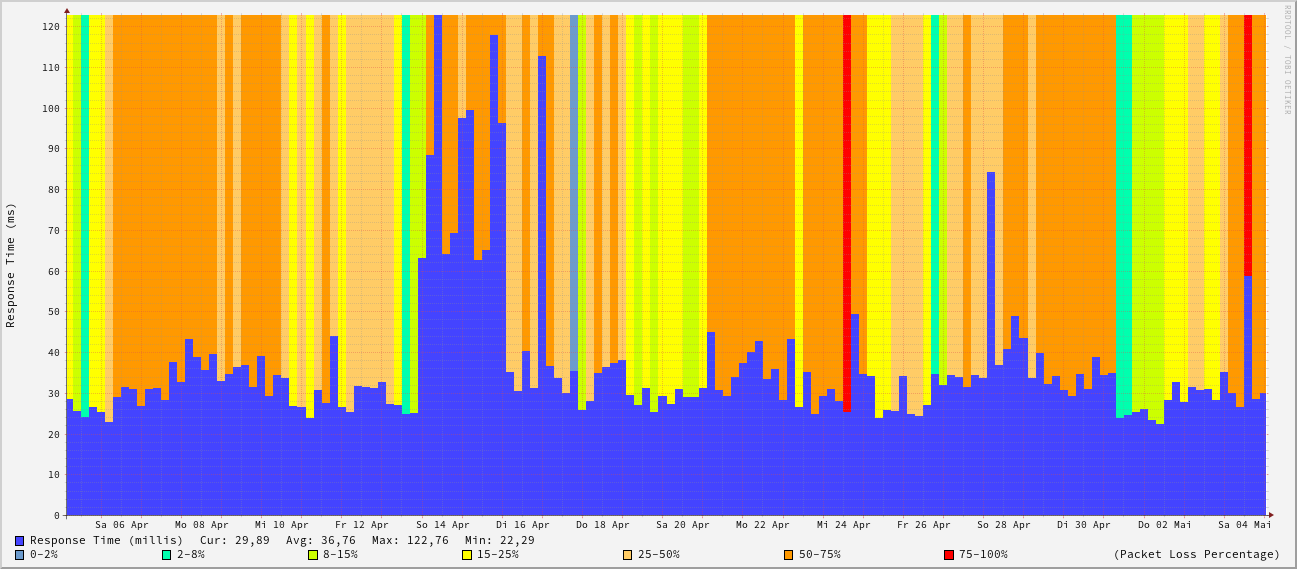 RRDTOOL / TOBI OETIKER
Response Time (ms)
120
110
100
90
80
70
60
50
40
30
20
10
0
Sa 06 Apr Mo 08 Apr Mi 10 Apr Fr 12 Apr So 14 Apr Di 16 Apr Do 18 Apr Sa 20 Apr Mo 22 Apr Mi 24 Apr Fr 26 Apr So 28 Apr Di 30 Apr Do 02 Mai Sa 04 Mai
Response Time (millis) Cur: 29,89 Avg: 36,76 Max: 122,76 Min: 22,29
0-2% 2-8% 8-15% 15-25% 25-50% 50-75% 75-100% (Packet Loss Percentage)